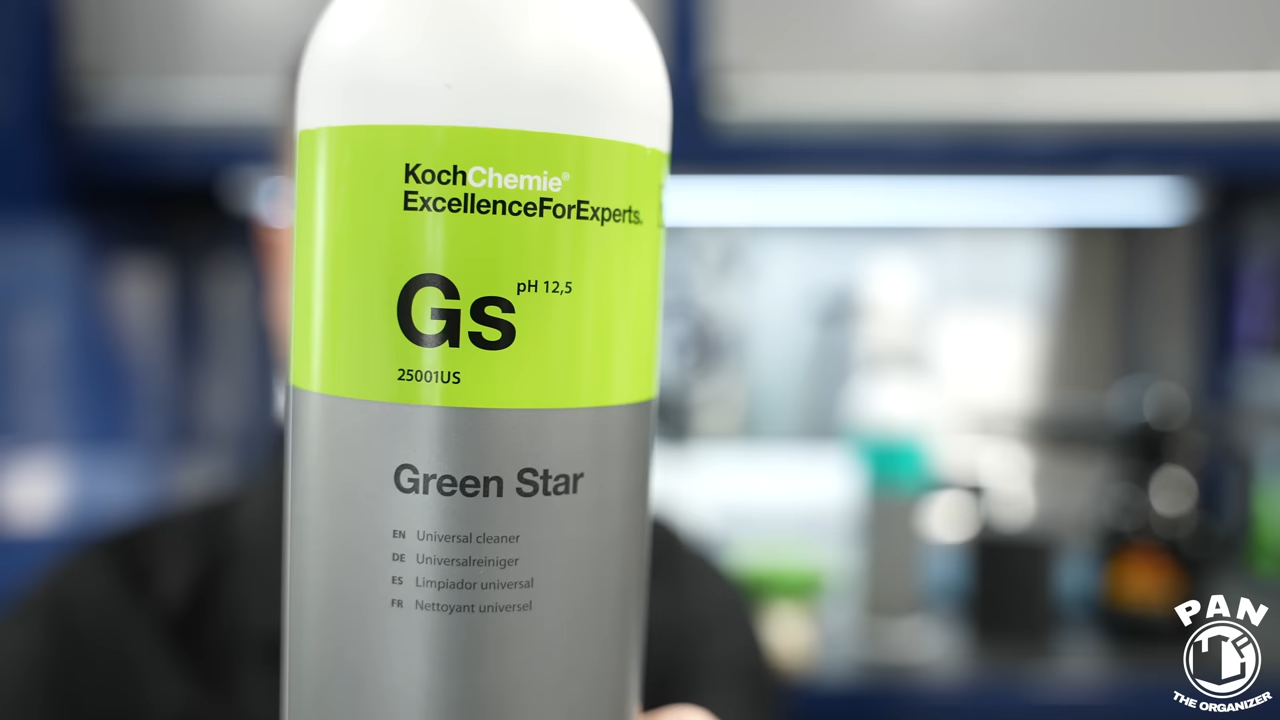 KochChemie®
ExcellenceForExperts.
Gs pH 12,5
25001US
Green Star
EN Universal cleaner
DE Universalreiniger
ES Limpiador universal
FR Nettoyant universel
PAN
THE ORGANIZER